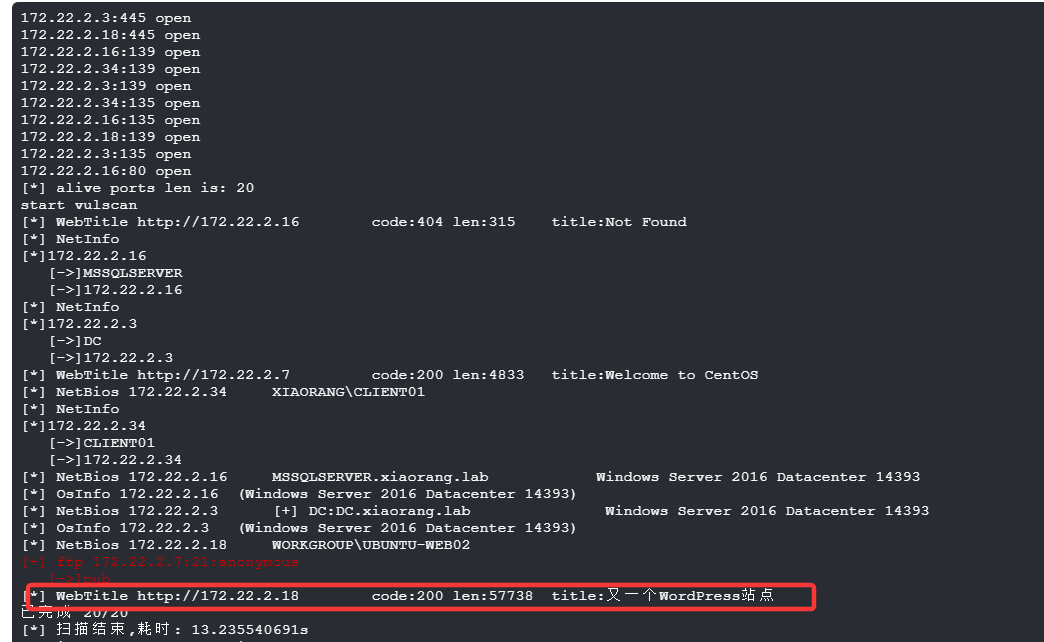 172.22.2.3:445 open
172.22.2.18:445 open
172.22.2.16:139 open
172.22.2.34:139 open
172.22.2.3:139 open
172.22.2.34:135 open
172.22.2.16:135 open
172.22.2.18:139 open
172.22.2.3:135 open
172.22.2.16:80 open
[*] alive ports len is: 20
start vulscan
[*] WebTitle http://172.22.2.16 code:404 len:315 title:Not Found
[*] NetInfo
[*]172.22.2.16
[->]MSSQLSERVER
[->]172.22.2.16
[*] NetInfo
[*]172.22.2.3
[->]DC
[->]172.22.2.3
[*] WebTitle http://172.22.2.7 code:200 len:4833 title:Welcome to CentOS
[*] NetBios 172.22.2.34 XIAORANG\CLIENT01
[*] NetInfo
[*]172.22.2.34
[->]CLIENT01
[->]172.22.2.34
[*] NetBios 172.22.2.16 MSSQLSERVER.xiaorang.lab Windows Server 2016 Datacenter 14393
[*] OsInfo 172.22.2.16 (Windows Server 2016 Datacenter 14393)
[*] NetBios 172.22.2.3 [+] DC:DC.xiaorang.lab Windows Server 2016 Datacenter 14393
[*] OsInfo 172.22.2.3 (Windows Server 2016 Datacenter 14393)
[*] NetBios 172.22.2.18 WORKGROUP\UBUNTU-WEB02
[+] ftp 172.22.2.7:21:anonymous
[->]pub
[*] WebTitle http://172.22.2.18 code:200 len:57738 title:又一个WordPress站点
已完成 20/20
[*] 扫描结束,耗时: 13.235540691s